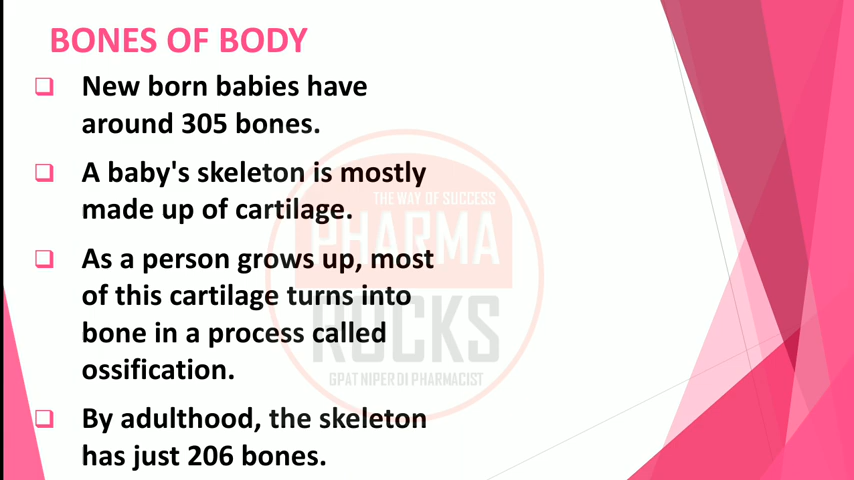 BONES OF BODY
New born babies have
around 305 bones.
A baby's skeleton is mostly
made up of cartilage.
As a person grows up, most
of this cartilage turns into
bone in a process called
ossification.
By adulthood, the skeleton
has just 206 bones.
THE WAY OF SUCCESS
PHARMA
ROCKS
GPAT NIPER DI PHARMACIST